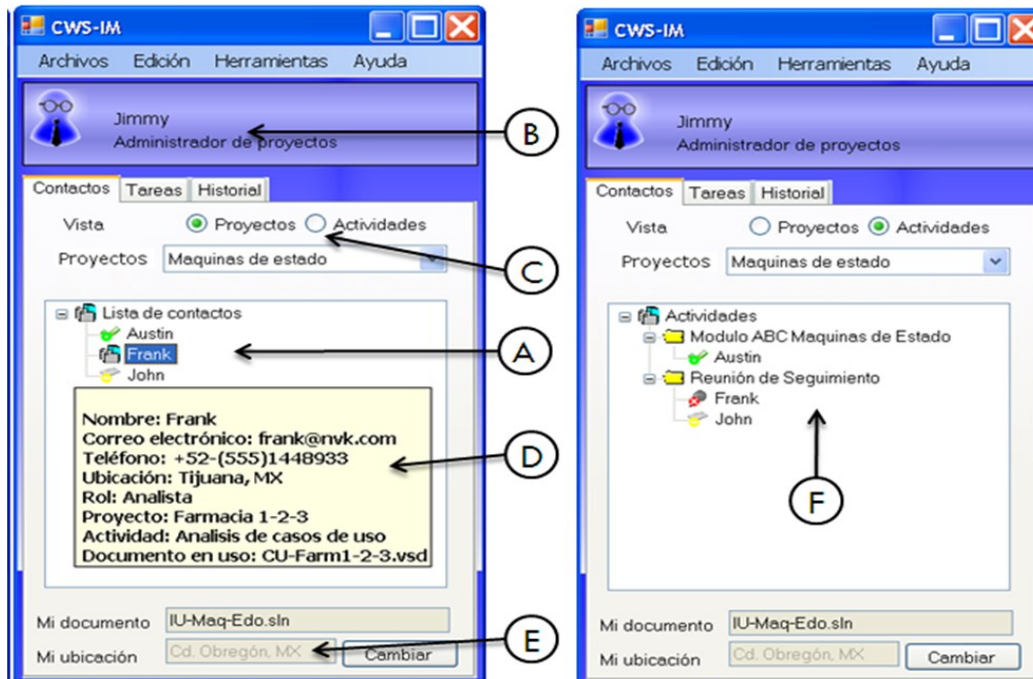 CWS-IM
Archivos Edición Herramientas Ayuda
Jimmy
Administrador de proyectos
Contactos Tareas Historial
Vista Proyectos Actividades
Proyectos Maquinas de estado
Lista de contactos
Austin
Frank
John
Nombre: Frank
Correo electrónico: frank@nvk.com
Teléfono: +52-(555)1448933
Ubicación: Tijuana, MX
Rol: Analista
Proyecto: Farmacia 1-2-3
Actividad: Analisis de casos de uso
Documento en uso: CU-Farm1-2-3.vsd
Mi documento IU-Maq-Edo.sln
Mi ubicación Cd. Obregón, MX Cambiar
B
C
A
D
E
CWS-IM
Archivos Edición Herramientas Ayuda
Jimmy
Administrador de proyectos
Contactos Tareas Historial
Vista Proyectos Actividades
Proyectos Maquinas de estado
Actividades
Modulo ABC Maquinas de Estado
Austin
Reunión de Seguimiento
Frank
John
F
Mi documento IU-Maq-Edo.sln
Mi ubicación Cd. Obregón, MX Cambiar